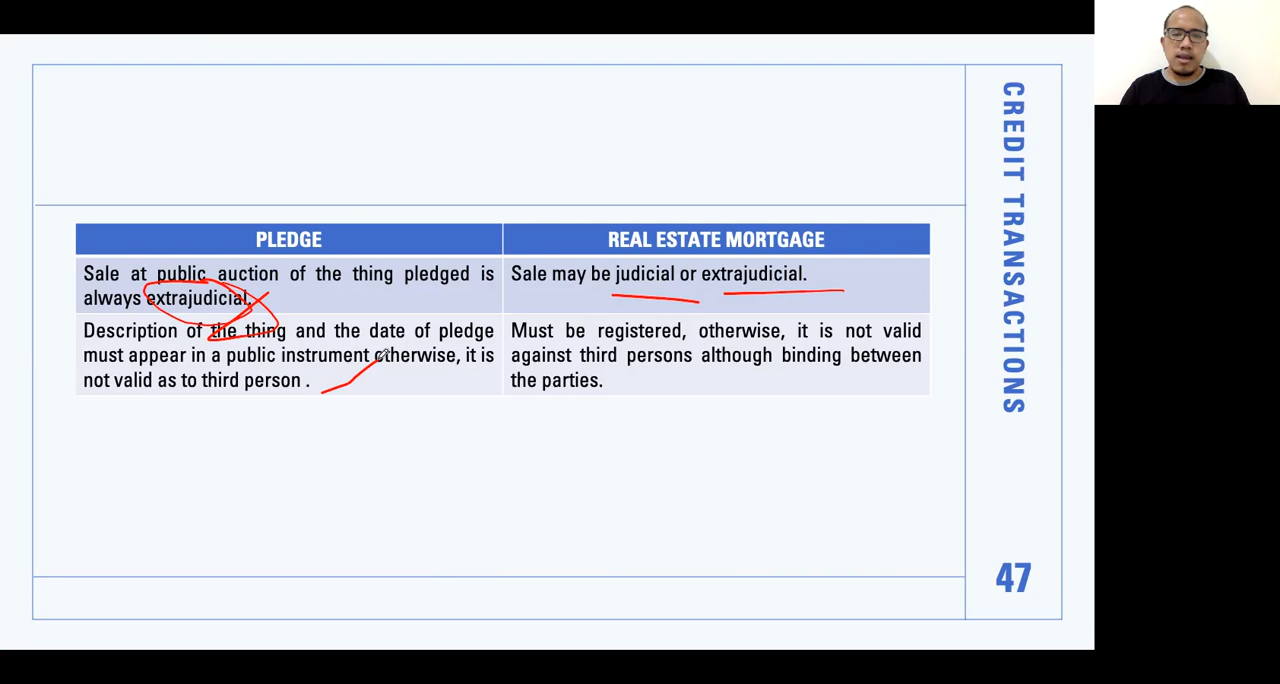 PLEDGE
REAL ESTATE MORTGAGE
Sale at public auction of the thing pledged is
always extrajudicial.
Sale may be judicial or extrajudicial.
Description of the thing and the date of pledge
must appear in a public instrument otherwise, it is
not valid as to third person .
Must be registered, otherwise, it is not valid
against third persons although binding between
the parties.
CREDIT TRANSACTIONS
47